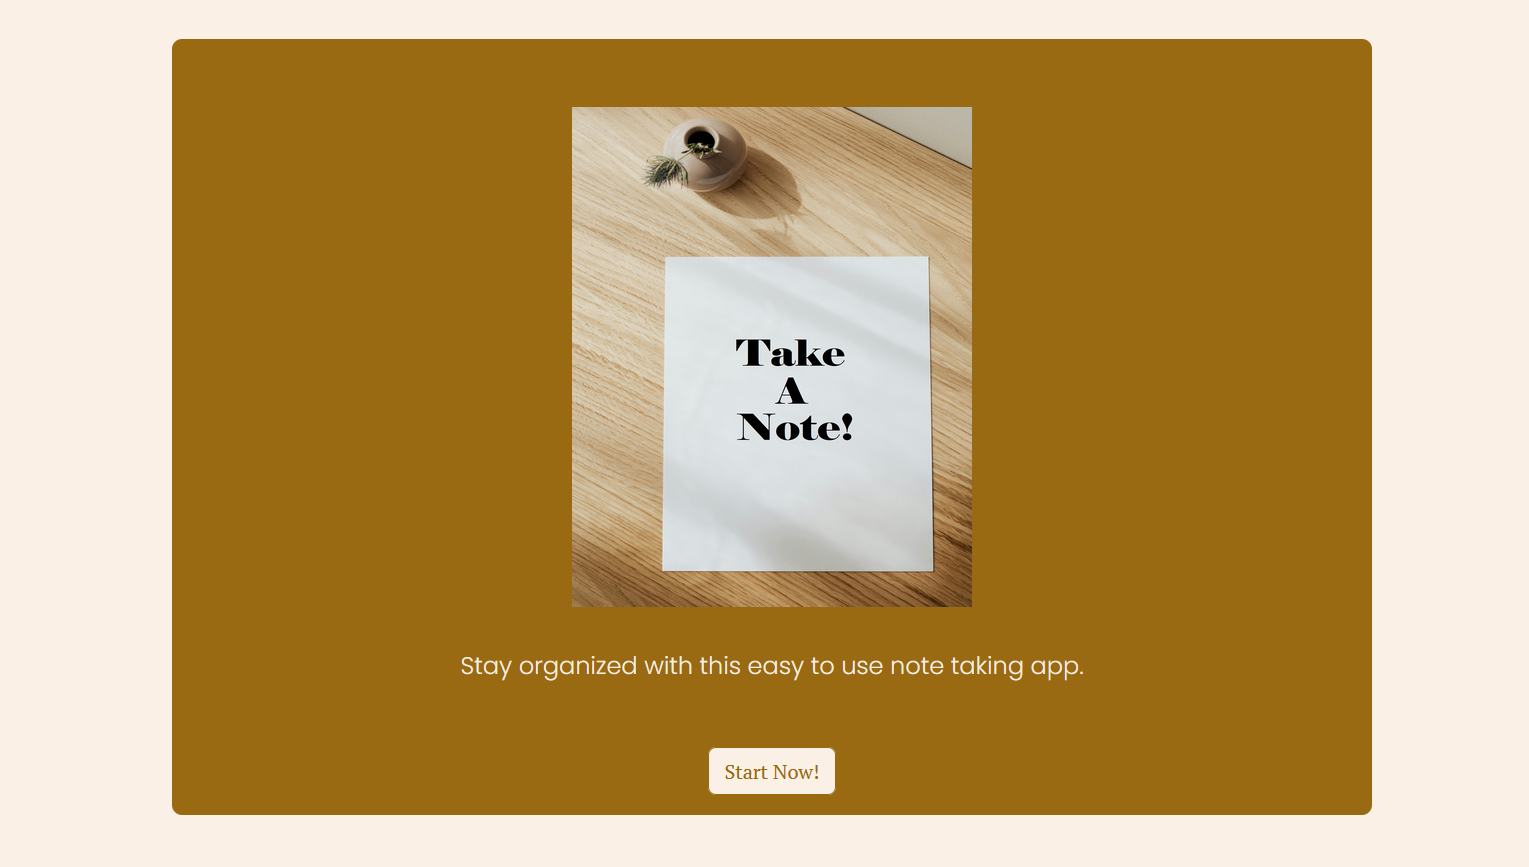 Take
A
Note!
Stay organized with this easy to use note taking app.
Start Now!